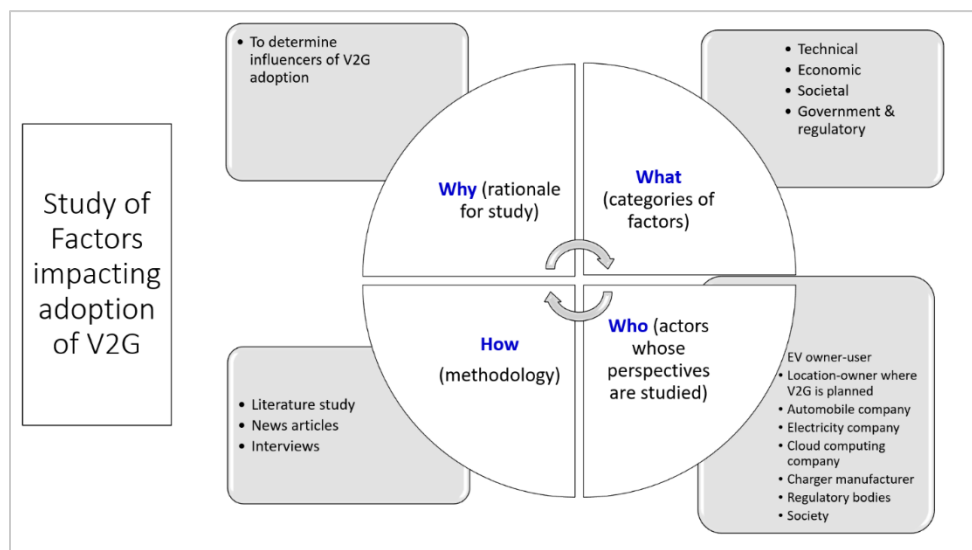 Study of
Factors
impacting
adoption
of V2G
• To determine
influencers of V2G
adoption
Why (rationale
for study)
What
(categories of
factors)
• Technical
• Economic
• Societal
• Government &
regulatory
How
(methodology)
• Literature study
• News articles
• Interviews
Who (actors
whose
perspectives
are studied)
EV owner-user
• Location-owner where
V2G is planned
• Automobile company
• Electricity company
• Cloud computing
company
• Charger manufacturer
• Regulatory bodies
• Society